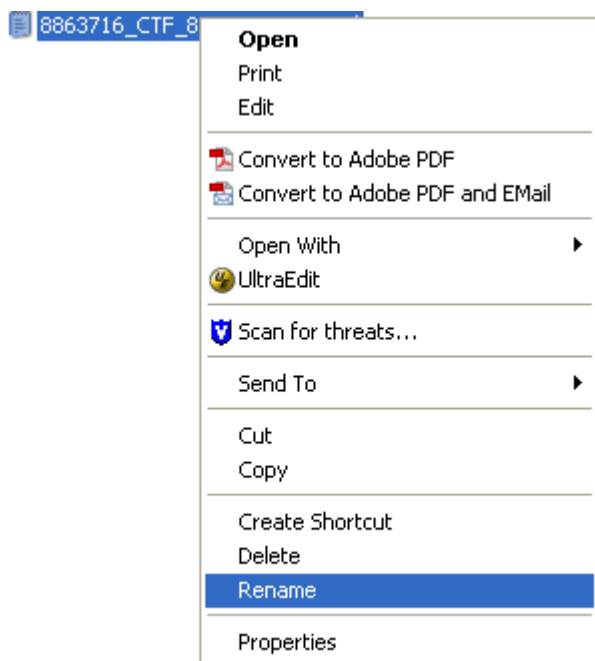 8863716_CTF_8
Open
Print
Edit
Convert to Adobe PDF
Convert to Adobe PDF and EMail
Open With
UltraEdit
Scan for threats...
Send To
Cut
Copy
Create Shortcut
Delete
Rename
Properties